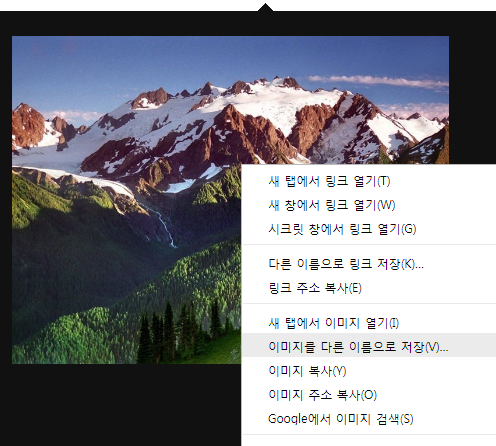 새 탭에서 링크 열기(T)
새 창에서 링크 열기(W)
시크릿 창에서 링크 열기(G)
다른 이름으로 링크 저장(K)...
링크 주소 복사(E)
새 탭에서 이미지 열기(I)
이미지를 다른 이름으로 저장(V)...
이미지 복사(Y)
이미지 주소 복사(O)
Google에서 이미지 검색(S)